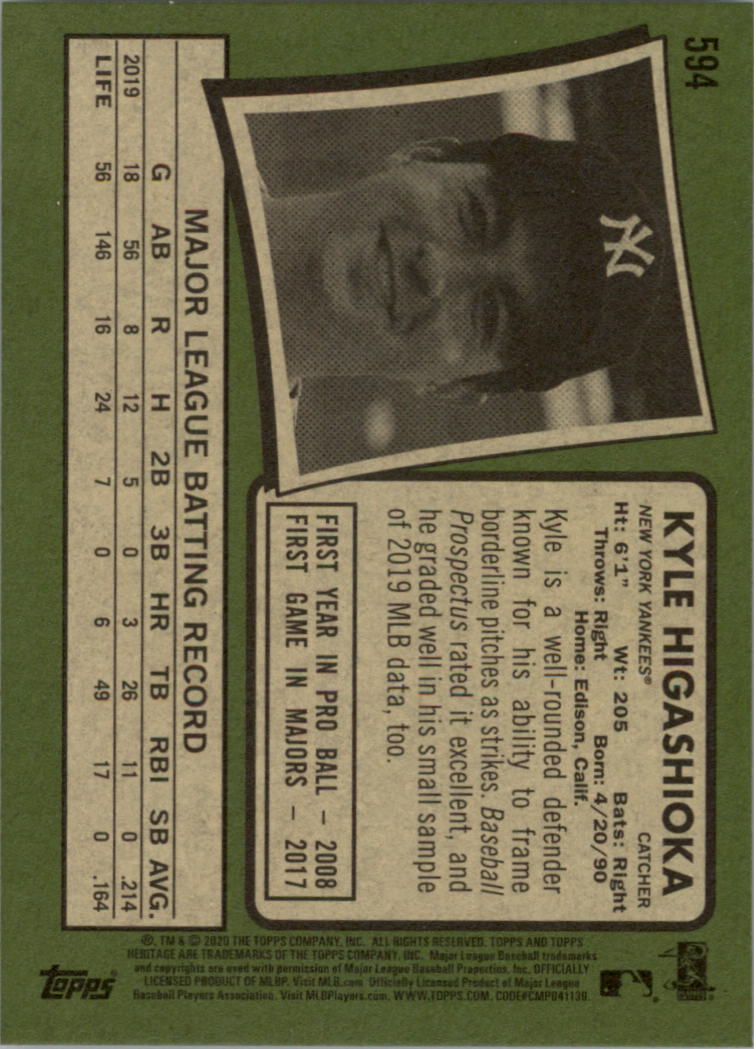 594
NY
KYLE HIGASHIOKA
NEW YORK YANKEES® CATCHER
Ht: 6'1" Wt: 205 Bats: Right
Throws: Right Born: 4/20/90
Home: Edison, Calif.
Kyle is a well-rounded defender
known for his ability to frame
borderline pitches as strikes. Baseball
Prospectus rated it excellent, and
he graded well in his small sample
of 2019 MLB data, too.
FIRST YEAR IN PRO BALL – 2008
FIRST GAME IN MAJORS – 2017
MAJOR LEAGUE BATTING RECORD
G AB R H 2B 3B HR TB RBI SB AVG.
2019 18 56 8 12 5 0 3 26 11 0 .214
LIFE 56 146 16 24 7 0 6 49 17 0 .164
®, TM & © 2020 THE TOPPS COMPANY, INC. ALL RIGHTS RESERVED. TOPPS AND TOPPS
HERITAGE ARE TRADEMARKS OF THE TOPPS COMPANY, INC. Major League Baseball trademarks
and copyrights are used with permission of Major League Baseball Properties, Inc. OFFICIALLY
LICENSED PRODUCT OF MLBP. Visit MLB.com Officially Licensed Product of Major League
Baseball Players Association. Visit MLBPlayers.com. WWW.TOPPS.COM. CODE#CMP041139.
topps®